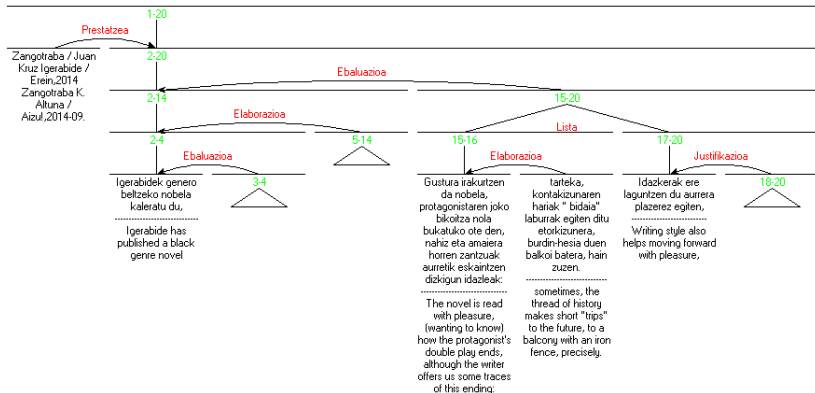 1-20
Prestatzea
2-20
Zangotraba / Juan
Kruz Igerabide /
Erein,2014
Zangotraba K.
Altuna /
Aizu!,2014-09.
Ebaluazioa
2-14
15-20
Elaborazioa
Lista
2-4
5-14
15-16
17-20
Ebaluazioa
Elaborazioa
Justifikazioa
Igerabidek genero
beltzeko nobela
kaleratu du,
Igerabide has
published a black
genre novel
3-4
Gustura irakurtzen
da nobela,
protagonistaren joko
bikoitza nola
bukatuko ote den,
nahiz eta amaiera
horren zantzuak
aurretik eskaintzen
dizkigun idazleak:
The novel is read
with pleasure,
(wanting to know)
how the protagonist's
double play ends,
although the writer
offers us some traces
of this ending:
tarteka,
kontakizunaren
hariak " bidaia"
laburrak egiten ditu
etorkizunera,
burdin-hesia duen
balkoi batera, hain
zuzen.
sometimes, the
thread of history
makes short "trips"
to the future, to a
balcony with an iron
fence, precisely.
Idazkerak ere
laguntzen du aurrera
plazerez egiten,
Writing style also
helps moving forward
with pleasure,
18-20